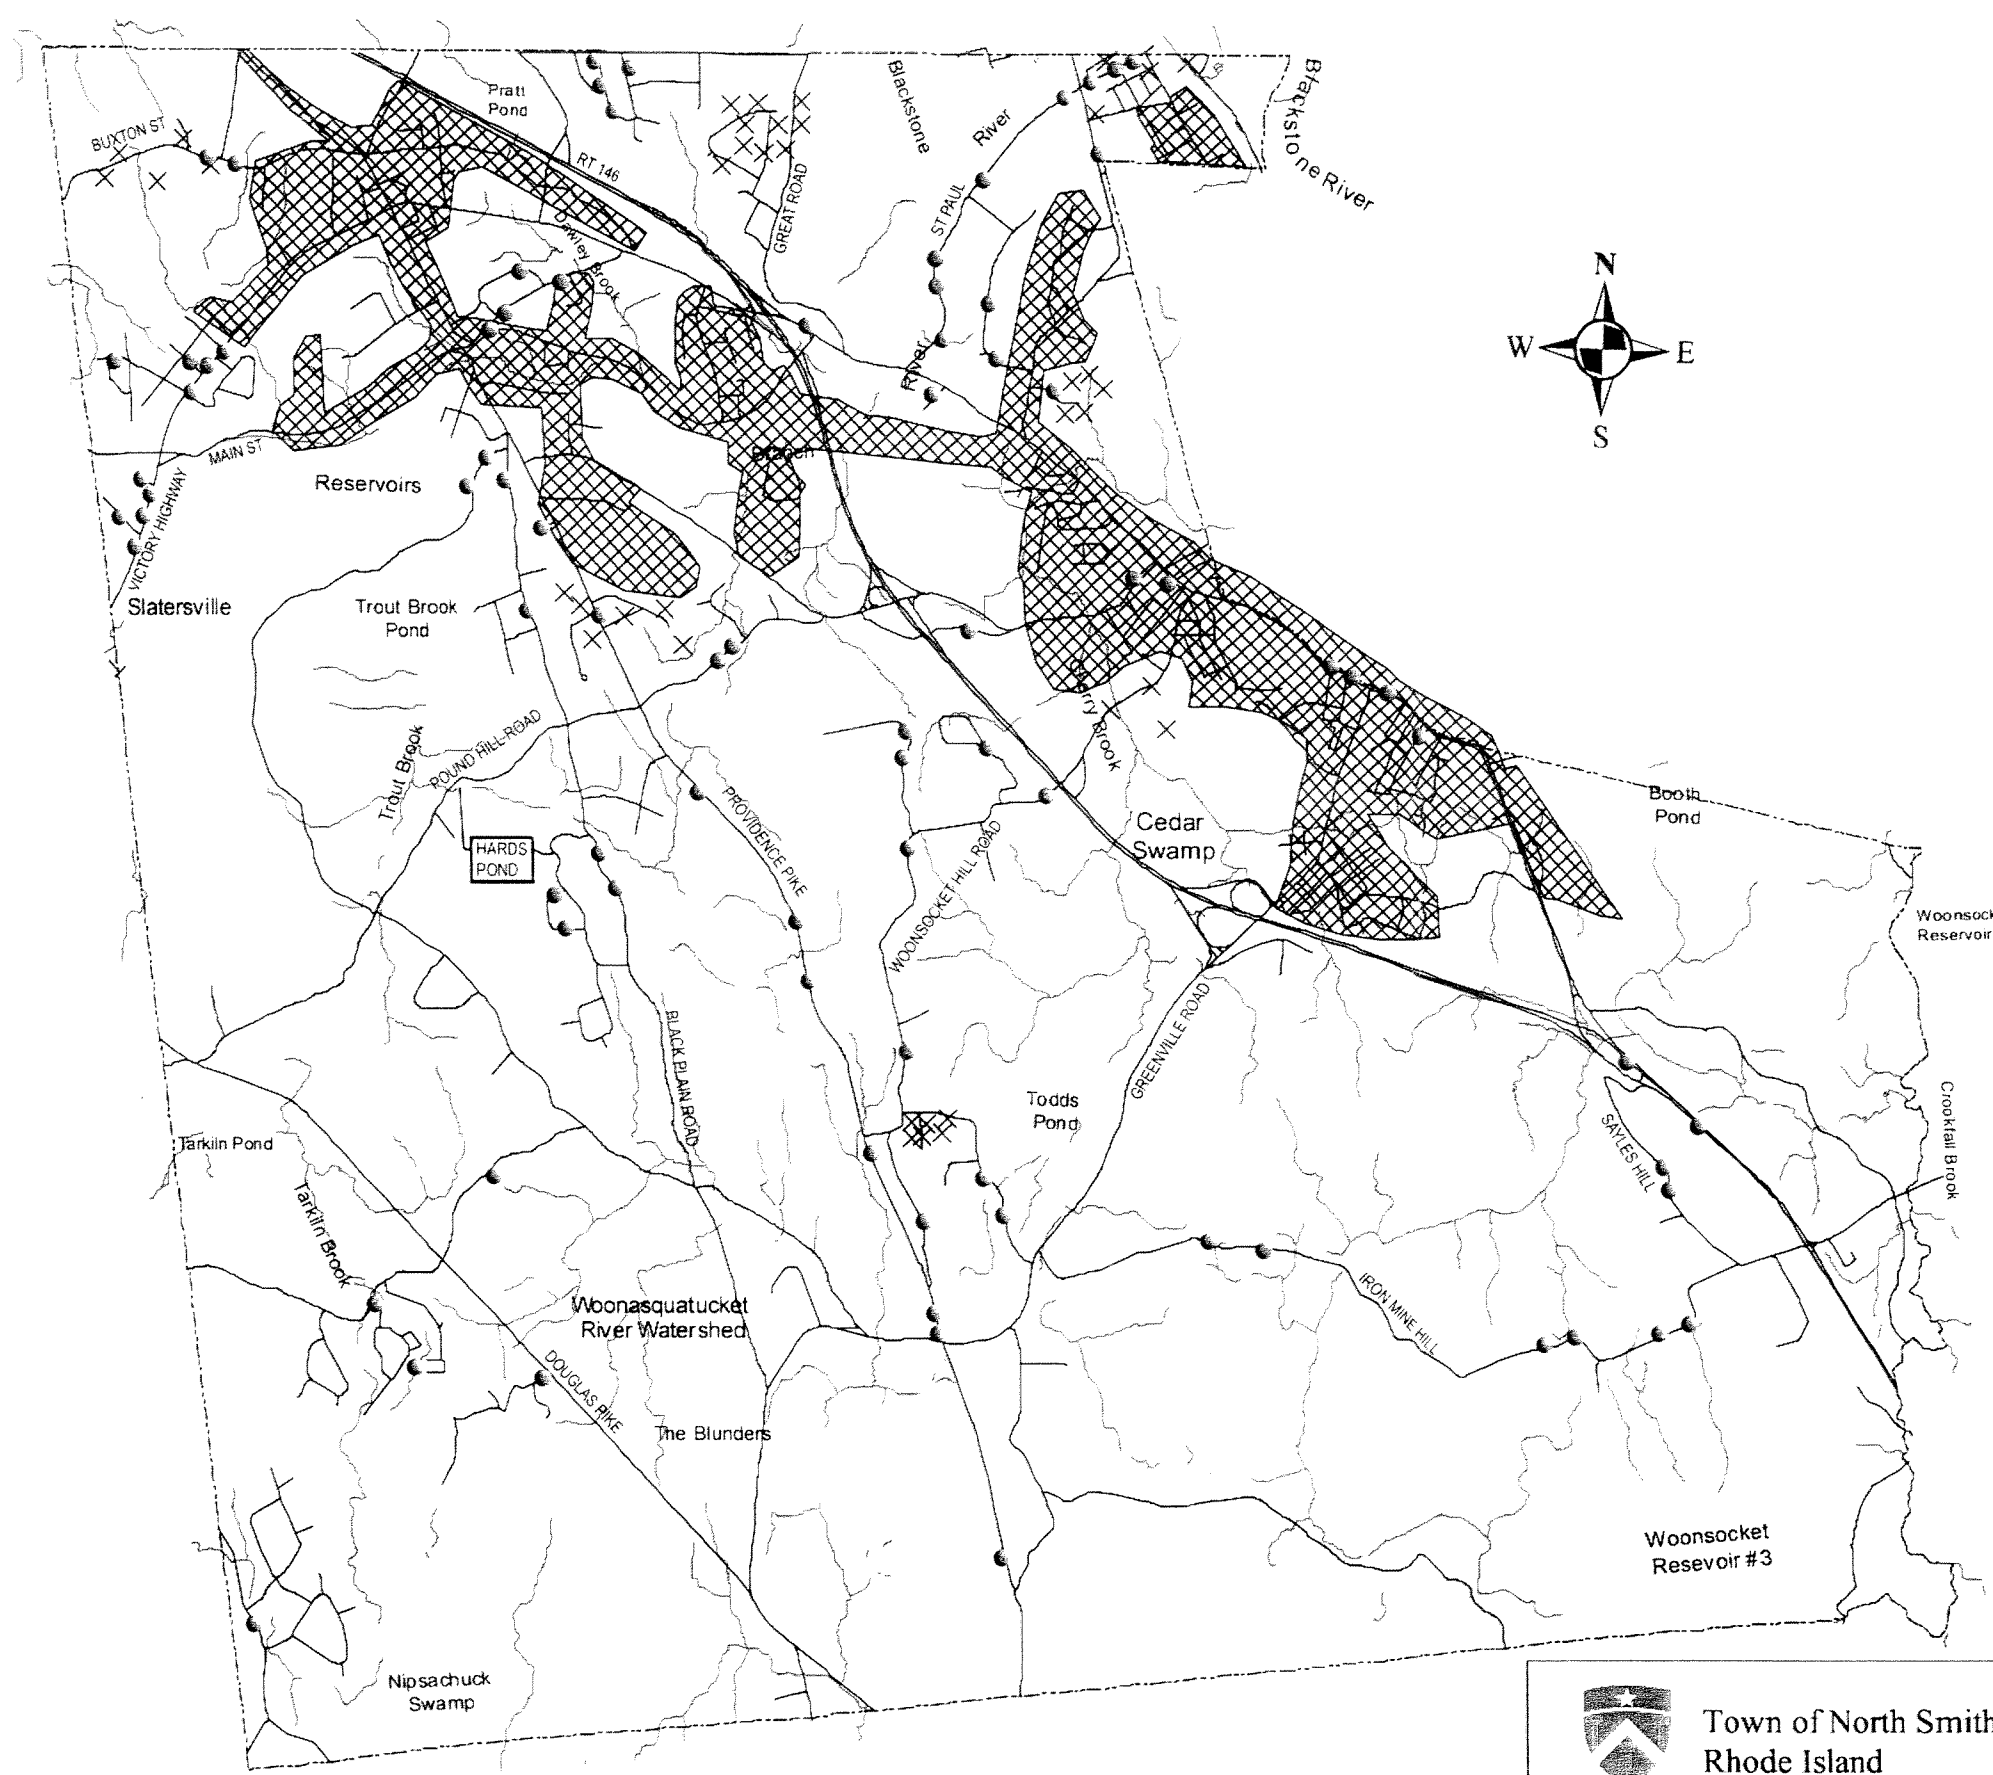 Pratt
Pond
BUXTON ST
RT 146
GREAT ROAD
Blackstone
River
ST PAUL
River
Blackstone River
Brook
N
W
E
S
MAIN ST
Branch
Reservoirs
VICTORY HIGHWAY
Slatersville
Trout Brook
Pond
Cherry Brook
Trout Brook
POUND HILL ROAD
HARDS
POND
PROVIDENCE PIKE
WOONSOCKET HILL ROAD
Cedar
Swamp
Booth
Pond
Woonsock
Reservoir
BLACK PLAIN ROAD
GREENVILLE ROAD
Todds
Pond
Crookfall Brook
SAYLES HILL
Tarkiln Pond
Tarkiln Brook
Woonasquatucket
River Watershed
IRON MINE HILL
DOUGLAS PIKE
The Blunders
Woonsocket
Resevoir #3
Nipsachuck
Swamp
Town of North Smith
Rhode Island